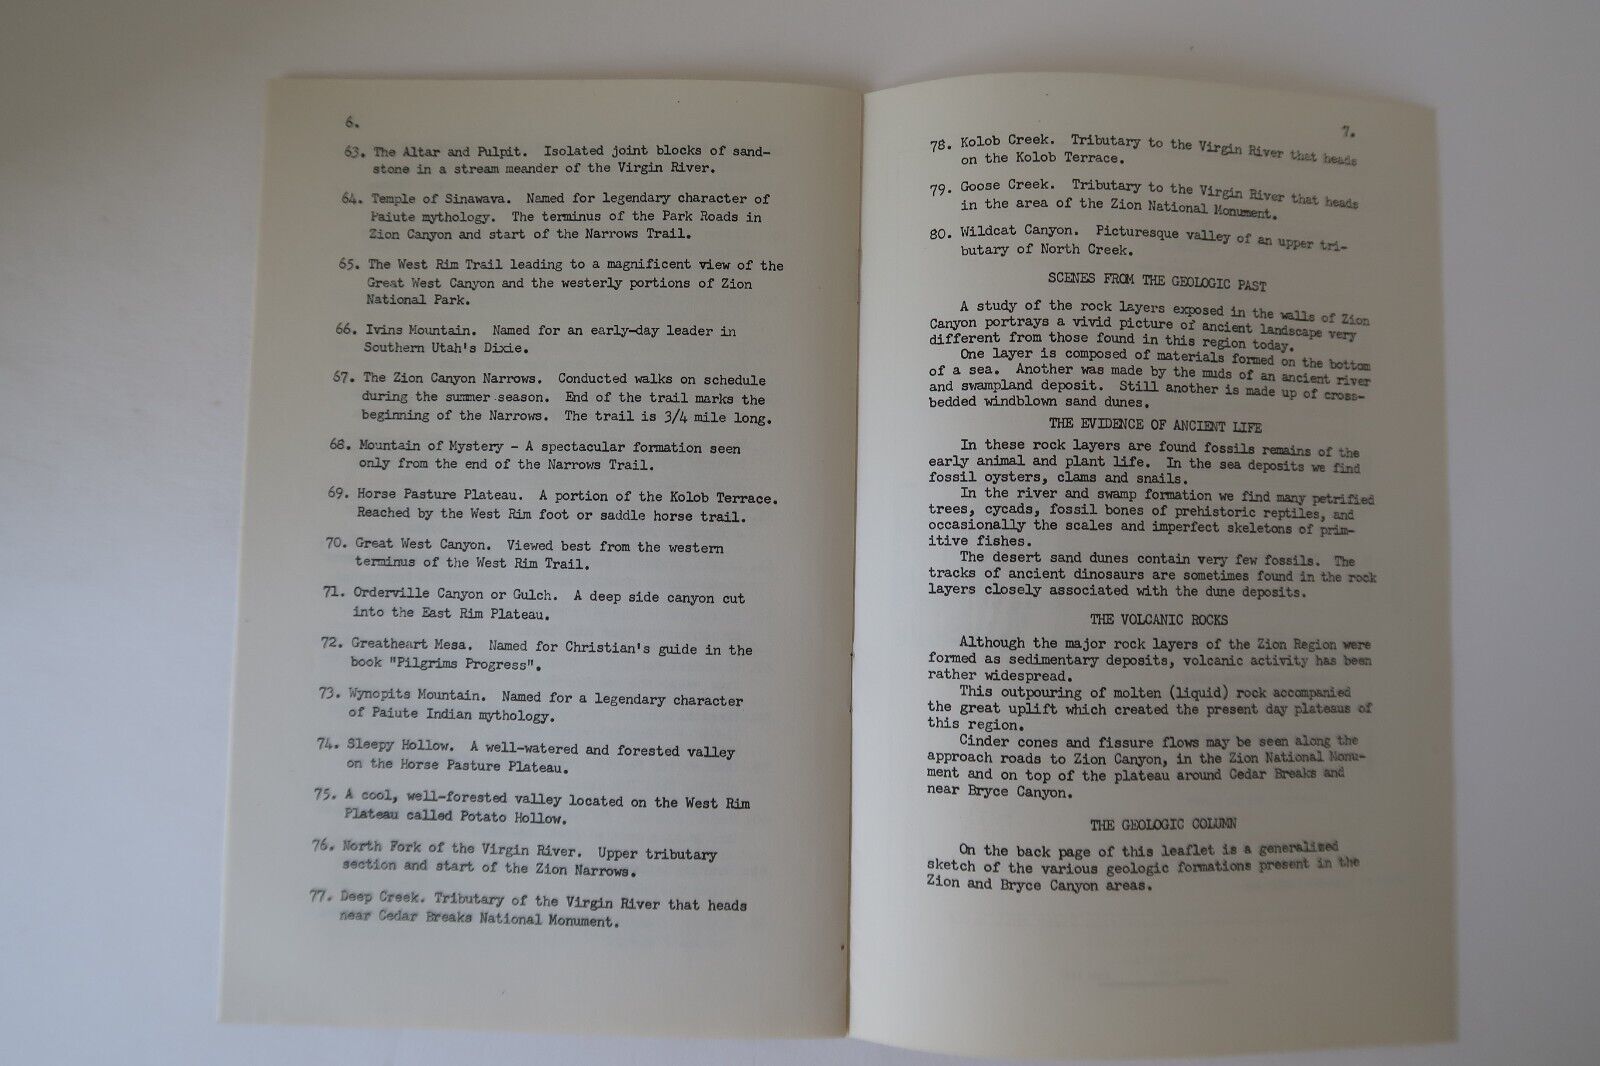 6.
63. The Altar and Pulpit. Isolated joint blocks of sand-
stone in a stream meander of the Virgin River.
64. Temple of Sinawava. Named for legendary character of
Paiute mythology. The terminus of the Park Roads in
Zion Canyon and start of the Narrows Trail.
65. The West Rim Trail leading to a magnificent view of the
Great West Canyon and the westerly portions of Zion
National Park.
66. Ivins Mountain. Named for an early-day leader in
Southern Utah's Dixie.
67. The Zion Canyon Narrows. Conducted walks on schedule
during the summer season. End of the trail marks the
beginning of the Narrows. The trail is 3/4 mile long.
68. Mountain of Mystery - A spectacular formation seen
only from the end of the Narrows Trail.
69. Horse Pasture Plateau. A portion of the Kolob Terrace.
Reached by the West Rim foot or saddle horse trail.
70. Great West Canyon. Viewed best from the western
terminus of the West Rim Trail.
71. Orderville Canyon or Gulch. A deep side canyon cut
into the East Rim Plateau.
72. Greatheart Mesa. Named for Christian's guide in the
book "Pilgrims Progress".
73. Wynopits Mountain. Named for a legendary character
of Paiute Indian mythology.
74. Sleepy Hollow. A well-watered and forested valley
on the Horse Pasture Plateau.
75. A cool, well-forested valley located on the West Rim
Plateau called Potato Hollow.
76. North Fork of the Virgin River. Upper tributary
section and start of the Zion Narrows.
77. Deep Creek. Tributary of the Virgin River that heads
near Cedar Breaks National Monument.
7.
78. Kolob Creek. Tributary to the Virgin River that heads
on the Kolob Terrace.
79. Goose Creek. Tributary to the Virgin River that heads
in the area of the Zion National Monument.
80. Wildcat Canyon. Picturesque valley of an upper tri-
butary of North Creek.
SCENES FROM THE GEOLOGIC PAST
A study of the rock layers exposed in the walls of Zion
Canyon portrays a vivid picture of ancient landscape very
different from those found in this region today.
One layer is composed of materials formed on the bottom
of a sea. Another was made by the muds of an ancient river
and swampland deposit. Still another is made up of cross-
bedded windblown sand dunes.
THE EVIDENCE OF ANCIENT LIFE
In these rock layers are found fossils remains of the
early animal and plant life. In the sea deposits we find
fossil oysters, clams and snails.
In the river and swamp formation we find many petrified
trees, cycads, fossil bones of prehistoric reptiles, and
occasionally the scales and imperfect skeletons of prim-
itive fishes.
The desert sand dunes contain very few fossils. The
tracks of ancient dinosaurs are sometimes found in the rock
layers closely associated with the dune deposits.
THE VOLCANIC ROCKS
Although the major rock layers of the Zion Region were
formed as sedimentary deposits, volcanic activity has been
rather widespread.
This outpouring of molten (liquid) rock accompanied
the great uplift which created the present day plateaus of
this region.
Cinder cones and fissure flows may be seen along the
approach roads to Zion Canyon, in the Zion National Monu-
ment and on top of the plateau around Cedar Breaks and
near Bryce Canyon.
THE GEOLOGIC COLUMN
On the back page of this leaflet is a generalized
sketch of the various geologic formations present in the
Zion and Bryce Canyon areas.